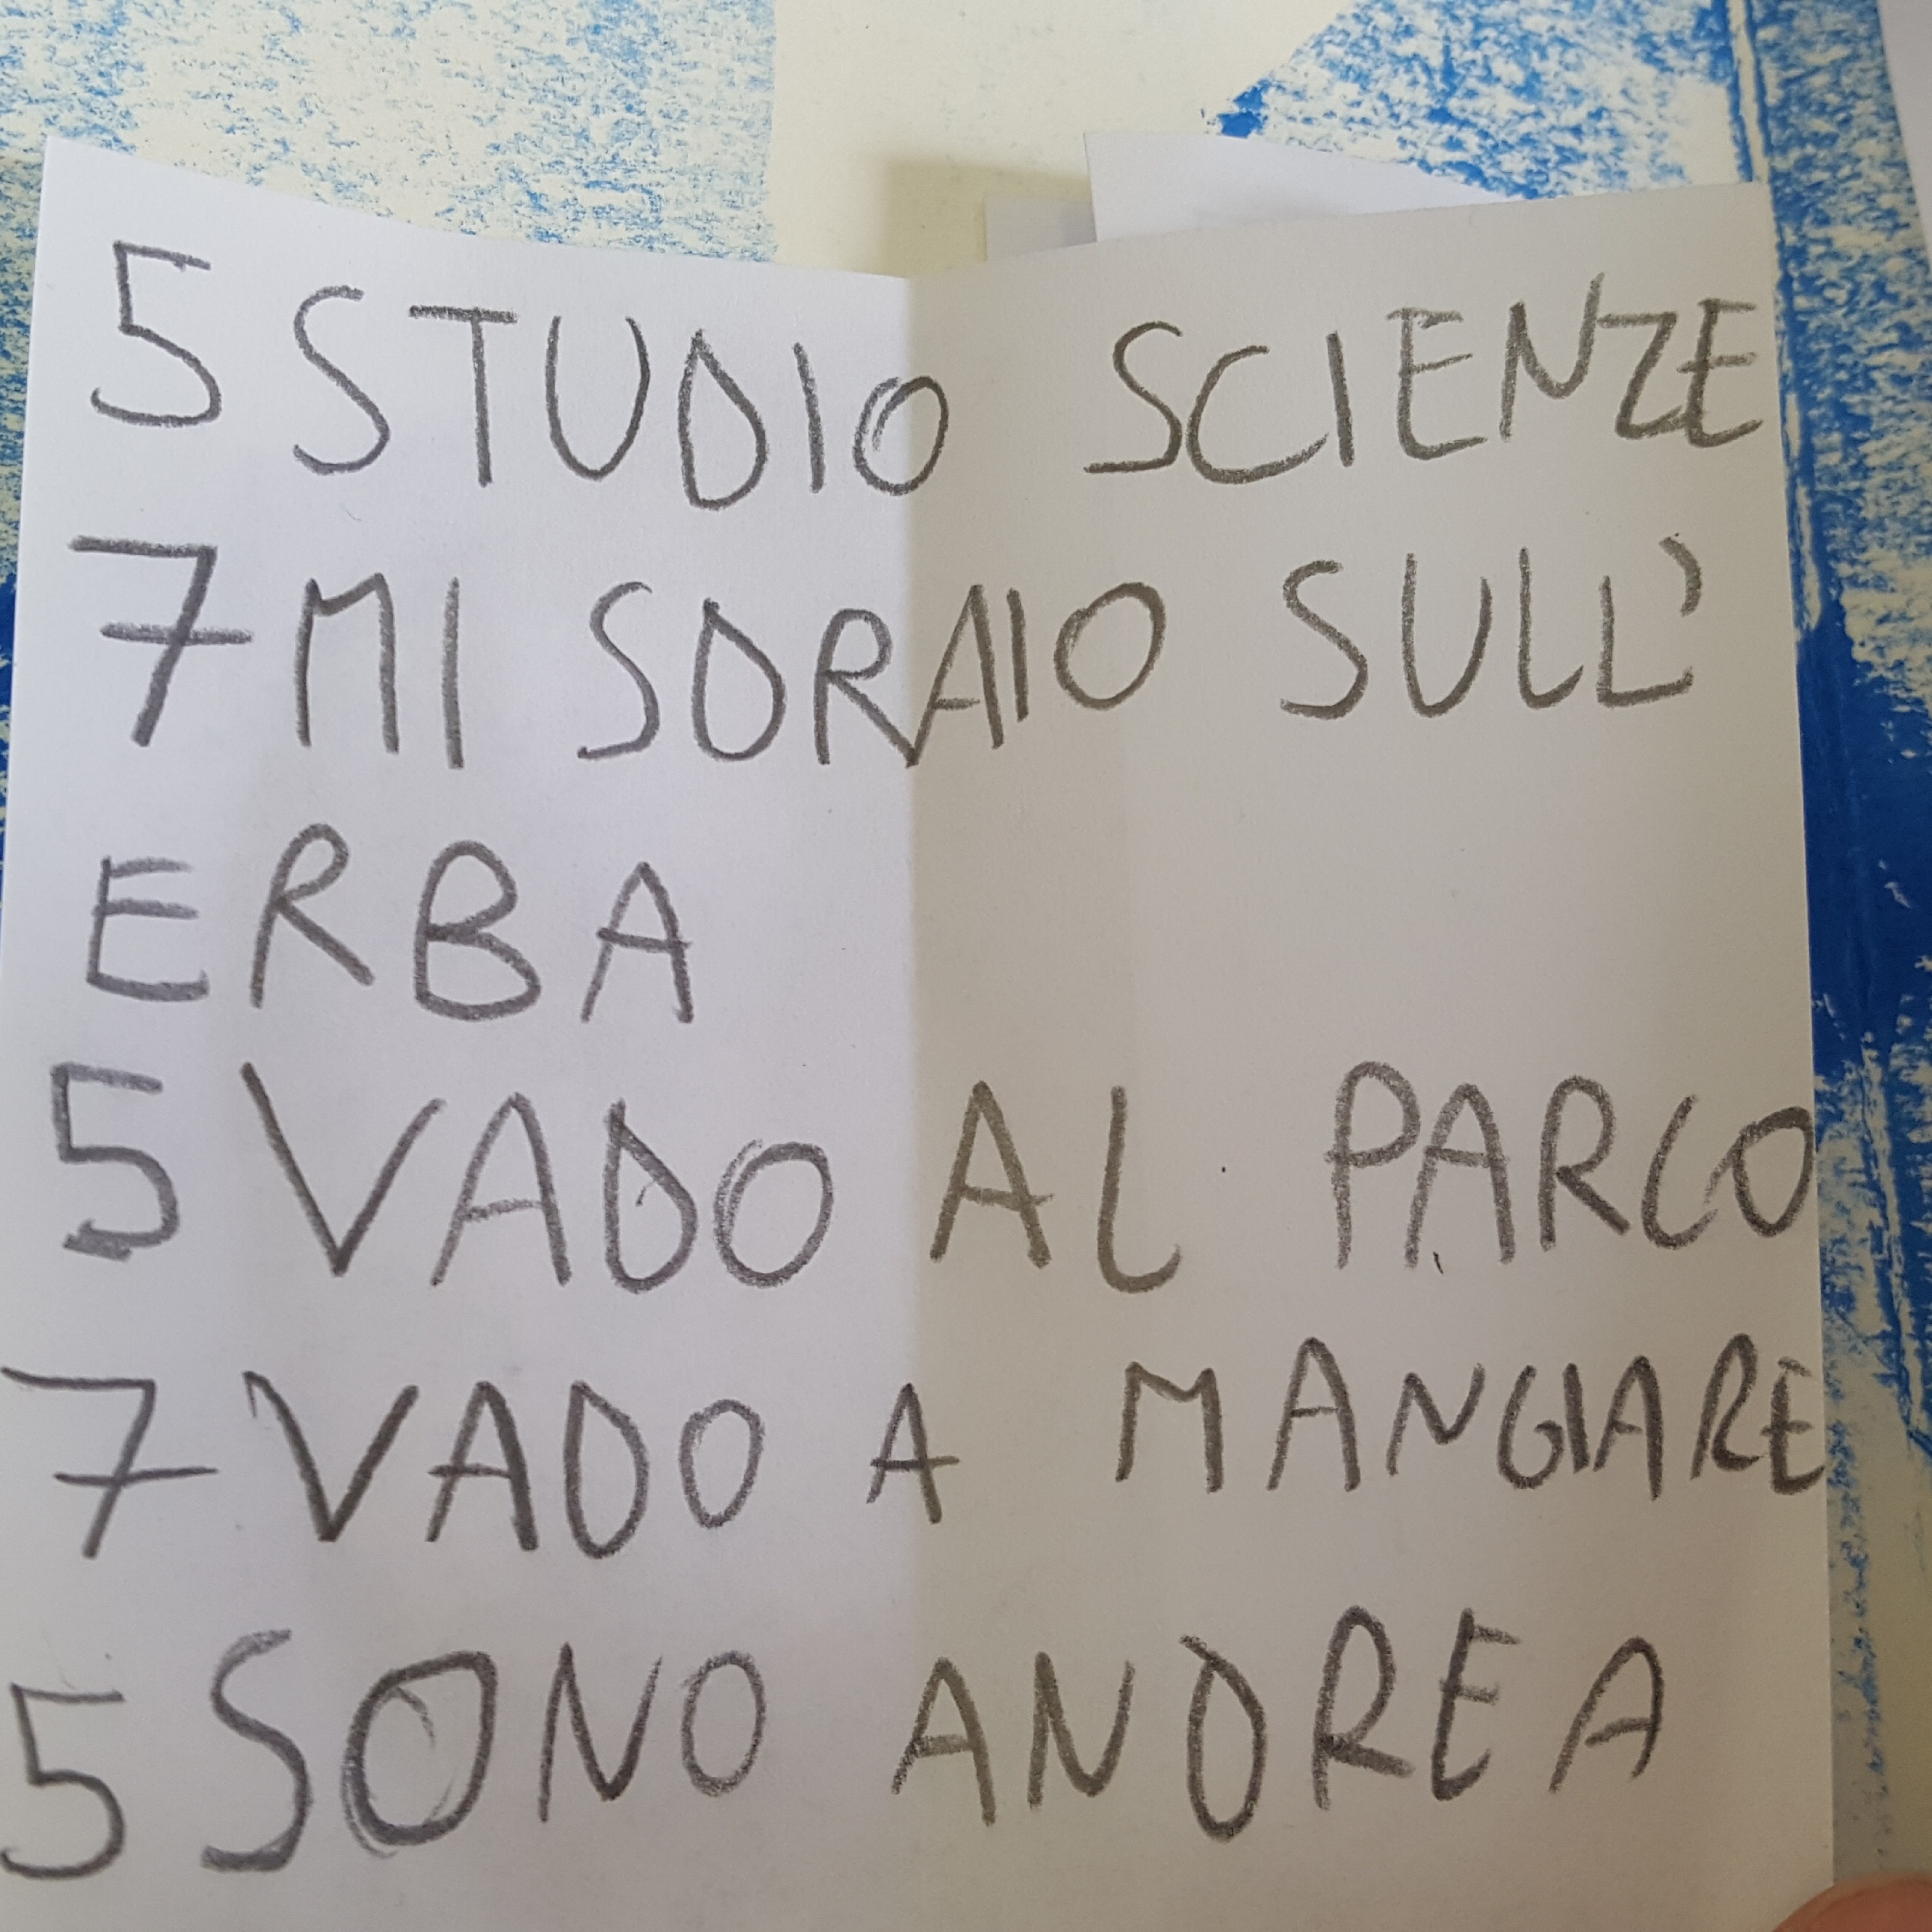 5 STUDIO SCIENZE
7 MI SDRAIO SULL'
ERBA
5 VADO AL PARCO
7 VADO A MANGIARE
5 SONO ANDREA